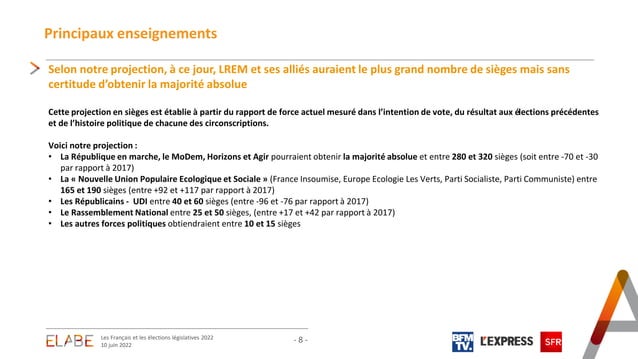 Principaux enseignements
Selon notre projection, à ce jour, LREM et ses alliés auraient le plus grand nombre de sièges mais sans
certitude d'obtenir la majorité absolue
Cette projection en sièges est établie à partir du rapport de force actuel mesuré dans l'intention de vote, du résultat aux élections précédentes
et de l'histoire politique de chacune des circonscriptions.
Voici notre projection :
• La République en marche, le MoDem, Horizons et Agir pourraient obtenir la majorité absolue et entre 280 et 320 sièges (soit entre -70 et -30
par rapport à 2017)
• La « Nouvelle Union Populaire Ecologique et Sociale » (France Insoumise, Europe Ecologie Les Verts, Parti Socialiste, Parti Communiste) entre
165 et 190 sièges (entre +92 et +117 par rapport à 2017)
• Les Républicains - UDI entre 40 et 60 sièges (entre -96 et -76 par rapport à 2017)
• Le Rassemblement National entre 25 et 50 sièges, (entre +17 et +42 par rapport à 2017)
• Les autres forces politiques obtiendraient entre 10 et 15 sièges
ELABE
Les Français et les élections législatives 2022
10 juin 2022
- 8 -
BFM
TV.
L'EXPRESS
SFR